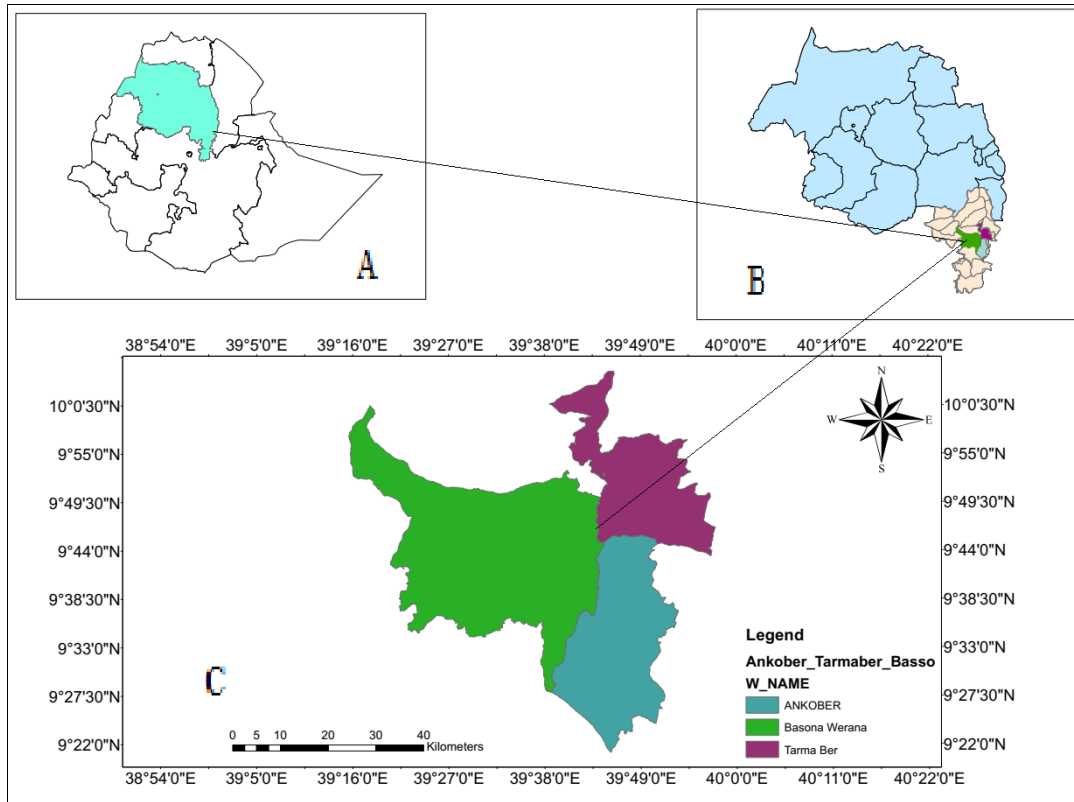 A
B
38°54'0"E 39°5'0"E 39°16'0"E 39°27'0"E 39°38'0"E 39°49'0"E 40°0'0"E 40°11'0"E 40°22'0"E
N
W E
S
10°0'30"N 10°0'30"N
9°55'0"N 9°55'0"N
9°49'30"N 9°49'30"N
9°44'0"N 9°44'0"N
9°38'30"N 9°38'30"N
9°33'0"N 9°33'0"N
9°27'30"N 9°27'30"N
9°22'0"N 9°22'0"N
C
Legend
Ankober_Tarmaber_Basso
W_NAME
ANKOBER
Basona Werana
Tarma Ber
0 5 10 20 30 40
Kilometers
38°54'0"E 39°5'0"E 39°16'0"E 39°27'0"E 39°38'0"E 39°49'0"E 40°0'0"E 40°11'0"E 40°22'0"E